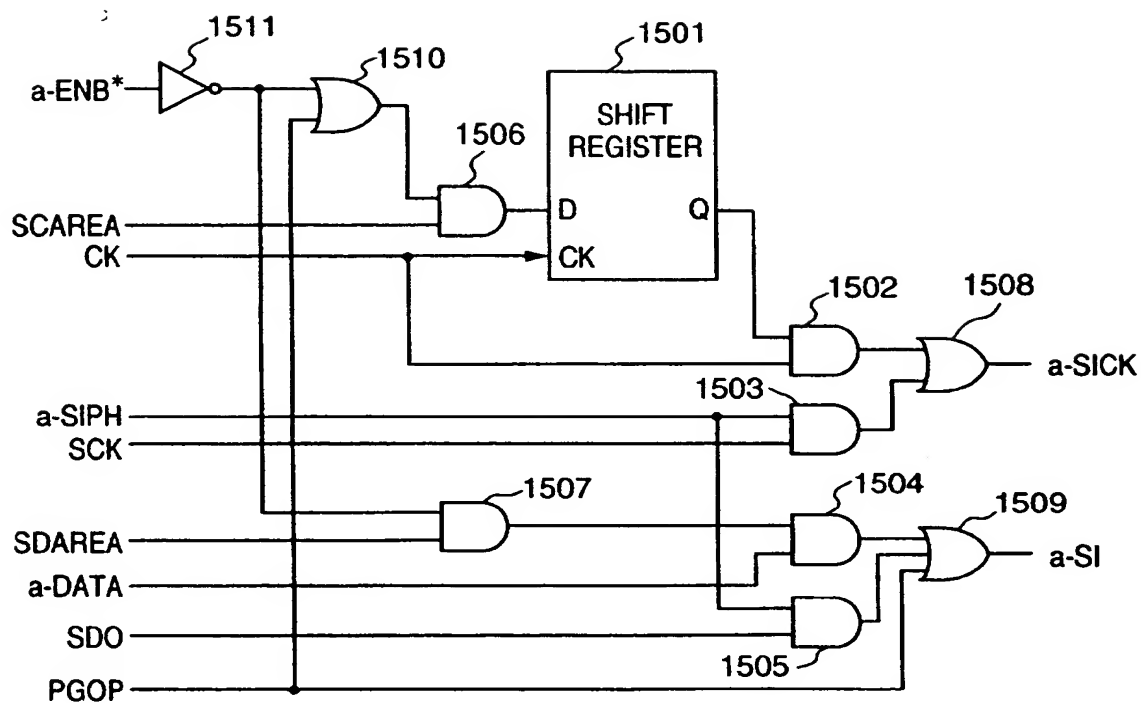 1511
a-ENB*
1510
1501
SHIFT
REGISTER
1506
D
Q
SCAREA
CK
CK
1502
1508
a-SICK
1503
a-SIPH
SCK
1507
1504
1509
SDAREA
a-SI
a-DATA
SDO
1505
PGOP